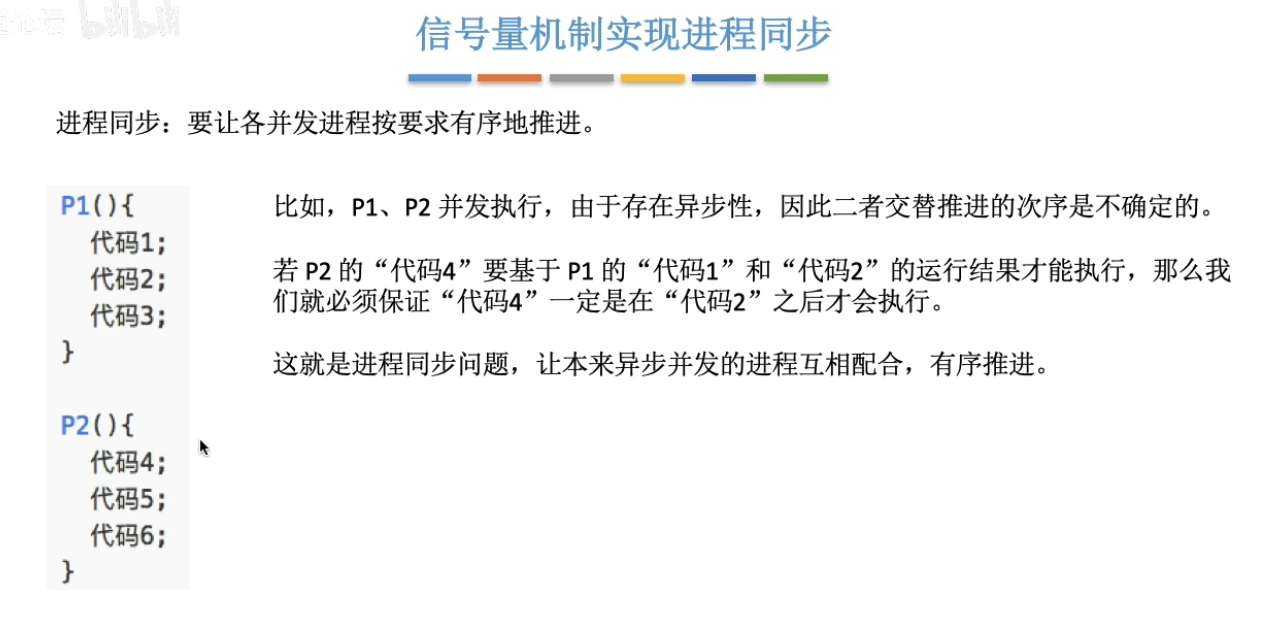 bilibili
信号量机制实现进程同步
进程同步：要让各并发进程按要求有序地推进。
P1(){
代码1;
代码2;
代码3;
}
P2(){
代码4;
代码5;
代码6;
}
比如，P1、P2 并发执行，由于存在异步性，因此二者交替推进的次序是不确定的。
若 P2 的“代码4”要基于 P1 的“代码1”和“代码2”的运行结果才能执行，那么我
们就必须保证“代码4”一定是在“代码2”之后才会执行。
这就是进程同步问题，让本来异步并发的进程互相配合，有序推进。